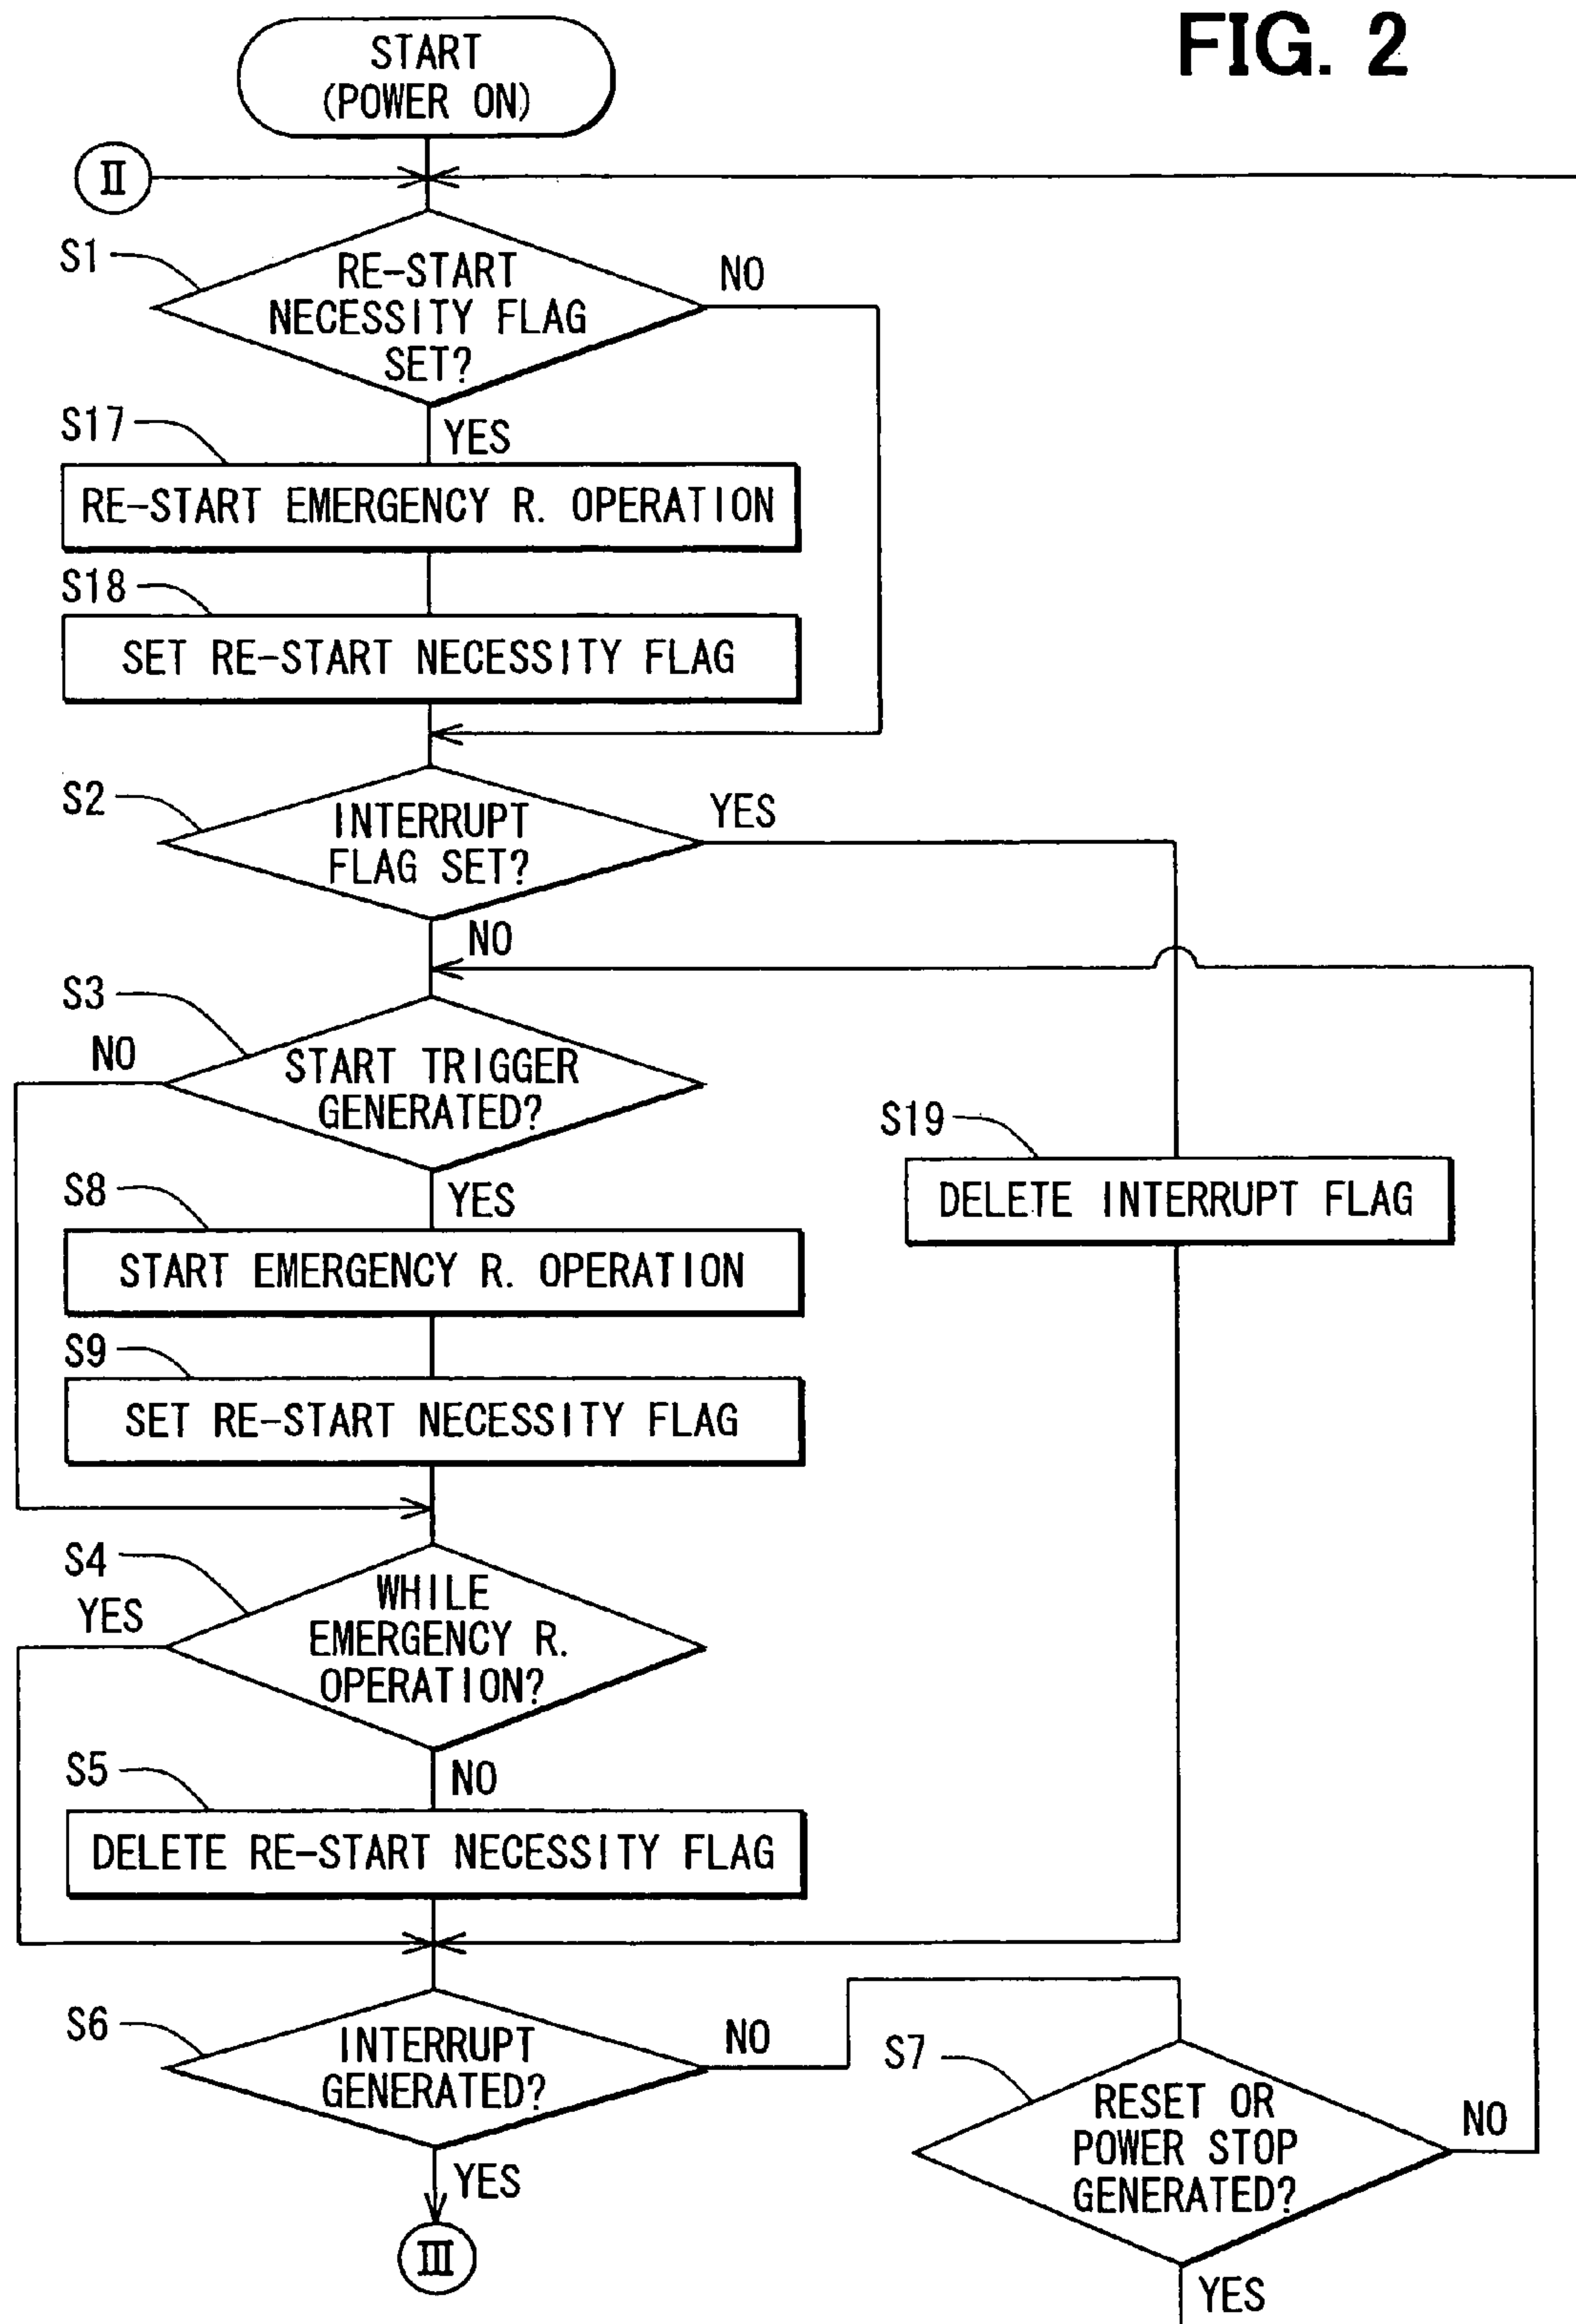 FIG. 2
START
(POWER ON)
II
S1
RE-START
NECESSITY FLAG
SET?
NO
YES
S17
RE-START EMERGENCY R. OPERATION
S18
SET RE-START NECESSITY FLAG
S2
INTERRUPT
FLAG SET?
YES
NO
S3
START TRIGGER
GENERATED?
NO
YES
S19
DELETE INTERRUPT FLAG
S8
START EMERGENCY R. OPERATION
S9
SET RE-START NECESSITY FLAG
S4
WHILE
EMERGENCY R.
OPERATION?
YES
NO
S5
DELETE RE-START NECESSITY FLAG
S6
INTERRUPT
GENERATED?
NO
YES
III
S7
RESET OR
POWER STOP
GENERATED?
NO
YES